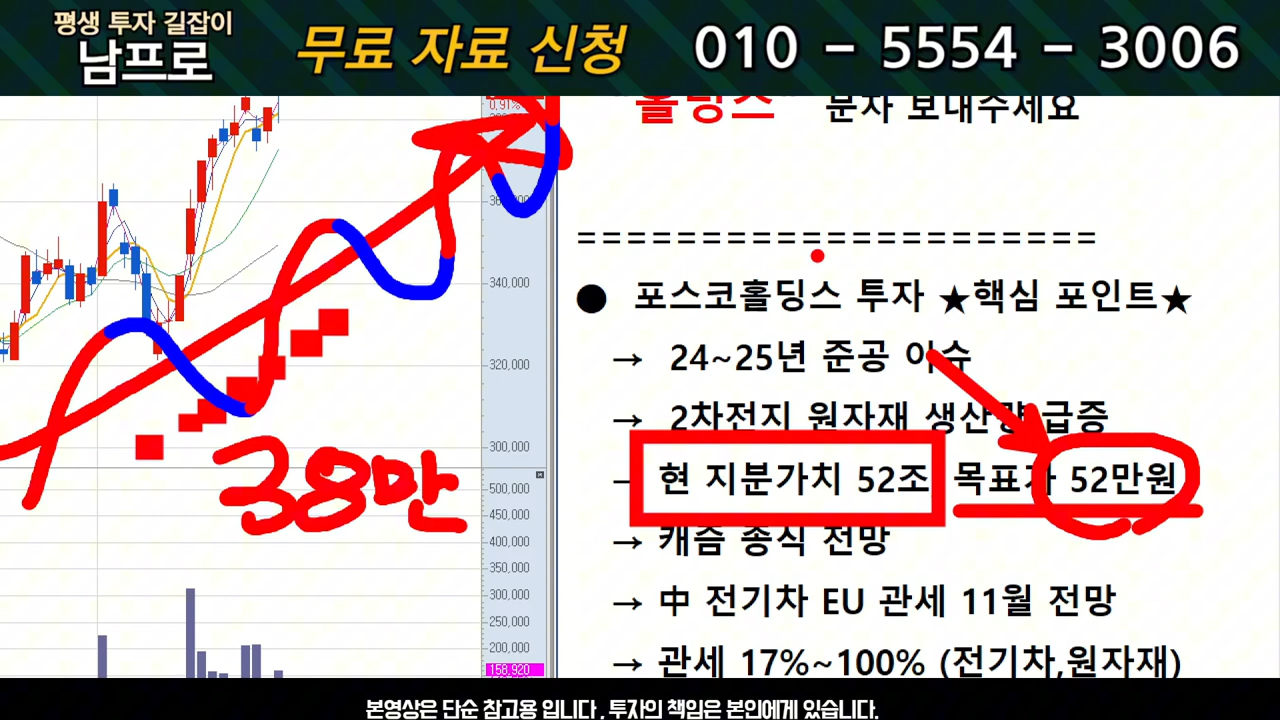 평생 투자 길잡이
남프로
무료 자료 신청
010 - 5554 - 3006
0.91%
"홀딩스" 문자 보내주세요
======================
● 포스코홀딩스 투자 ★핵심 포인트★
→ 24~25년 준공 이슈
→ 2차전지 원자재 생산량 급증
현 지분가치 52조 목표가 52만원
→ 캐즘 종식 전망
→ 中 전기차 EU 관세 11월 전망
→ 관세 17%~100% (전기차,원자재)
340,000
320,000
300,000
38만
500,000
450,000
400,000
350,000
300,000
250,000
200,000
158,920
본영상은 단순 참고용 입니다, 투자의 책임은 본인에게 있습니다.